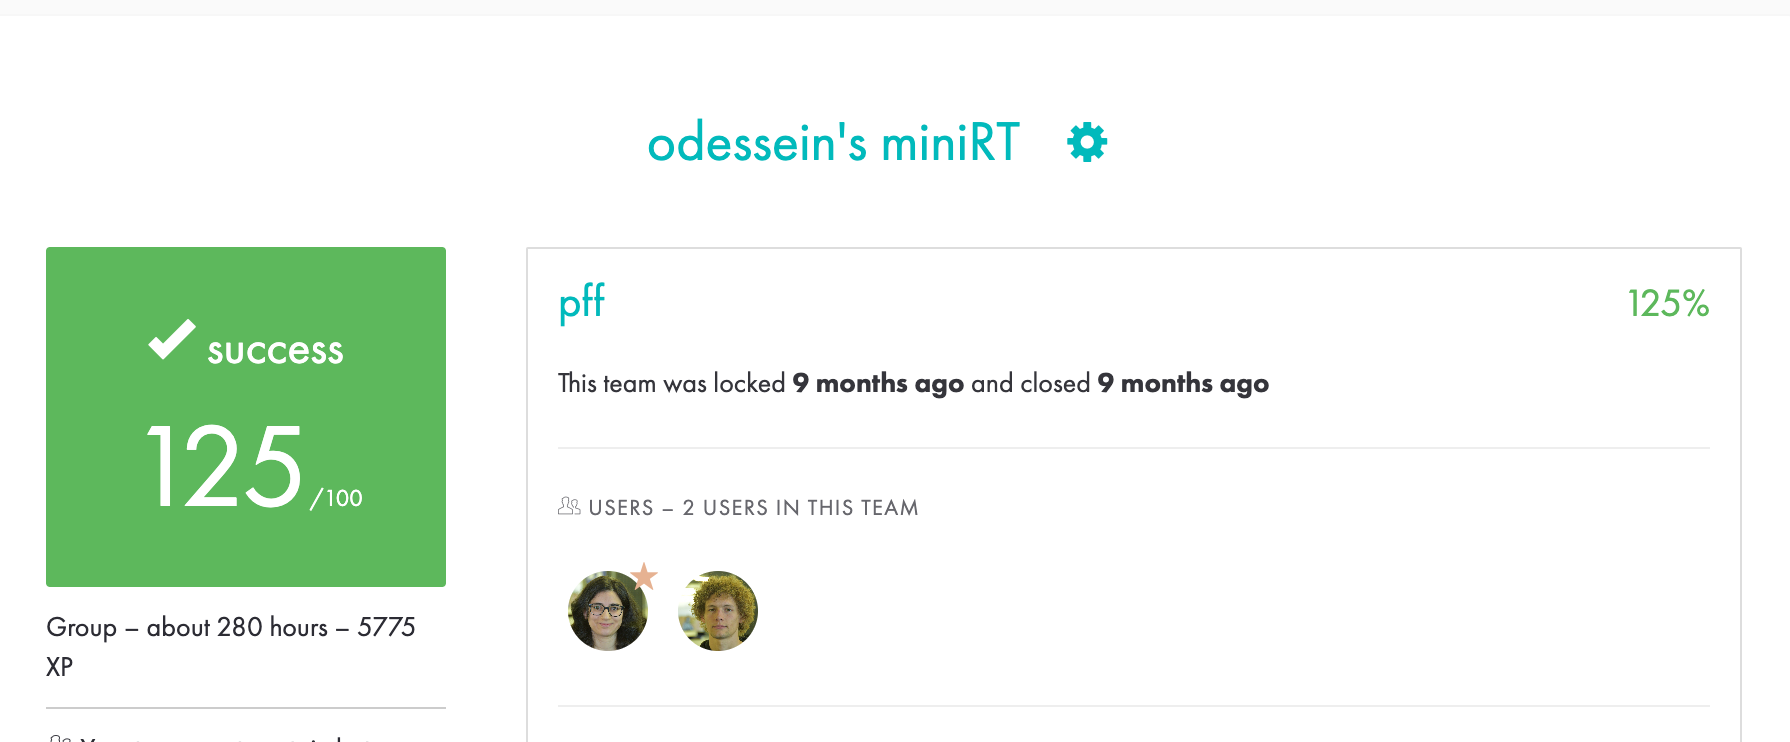 odessein's miniRT
success
125 /100
Group – about 280 hours – 5775
XP
pff
125%
This team was locked 9 months ago and closed 9 months ago
USERS – 2 USERS IN THIS TEAM